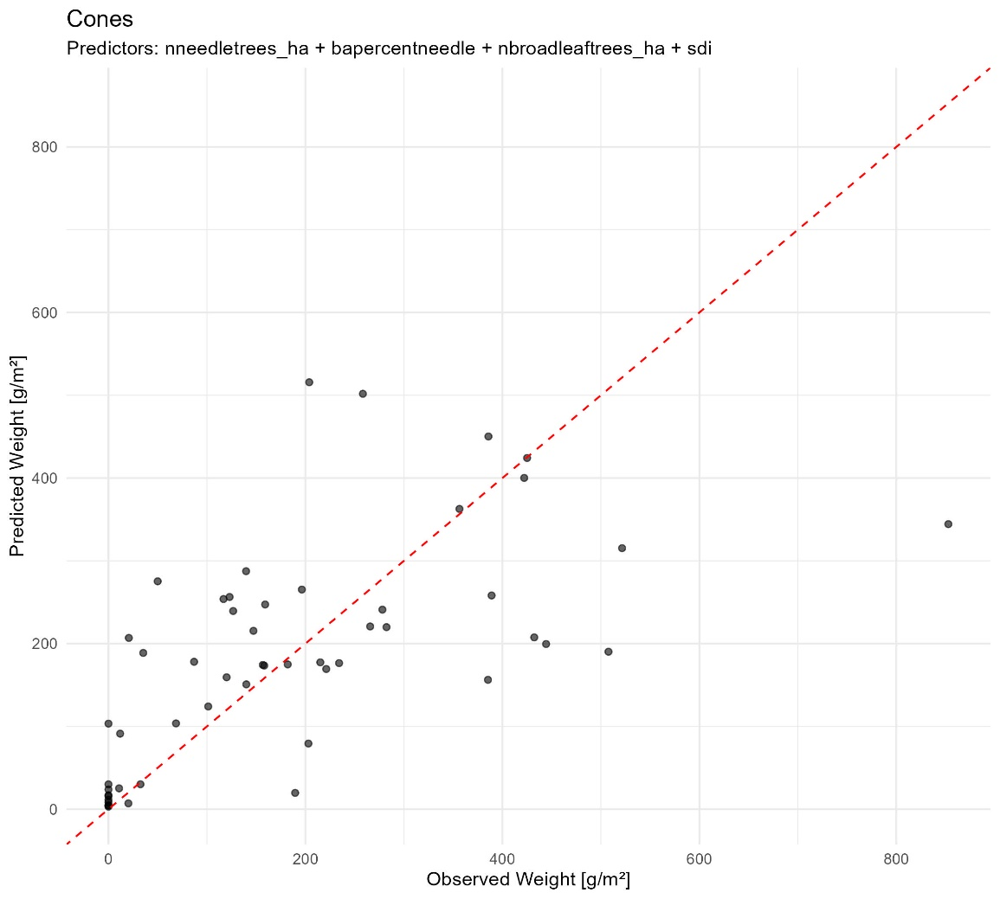 Cones
Predictors: nneedletrees_ha + bapercentneedle + nbroadleaftrees_ha + sdi
Predicted Weight [g/m²]
800
600
400
200
0
0 200 400 600 800
Observed Weight [g/m²]